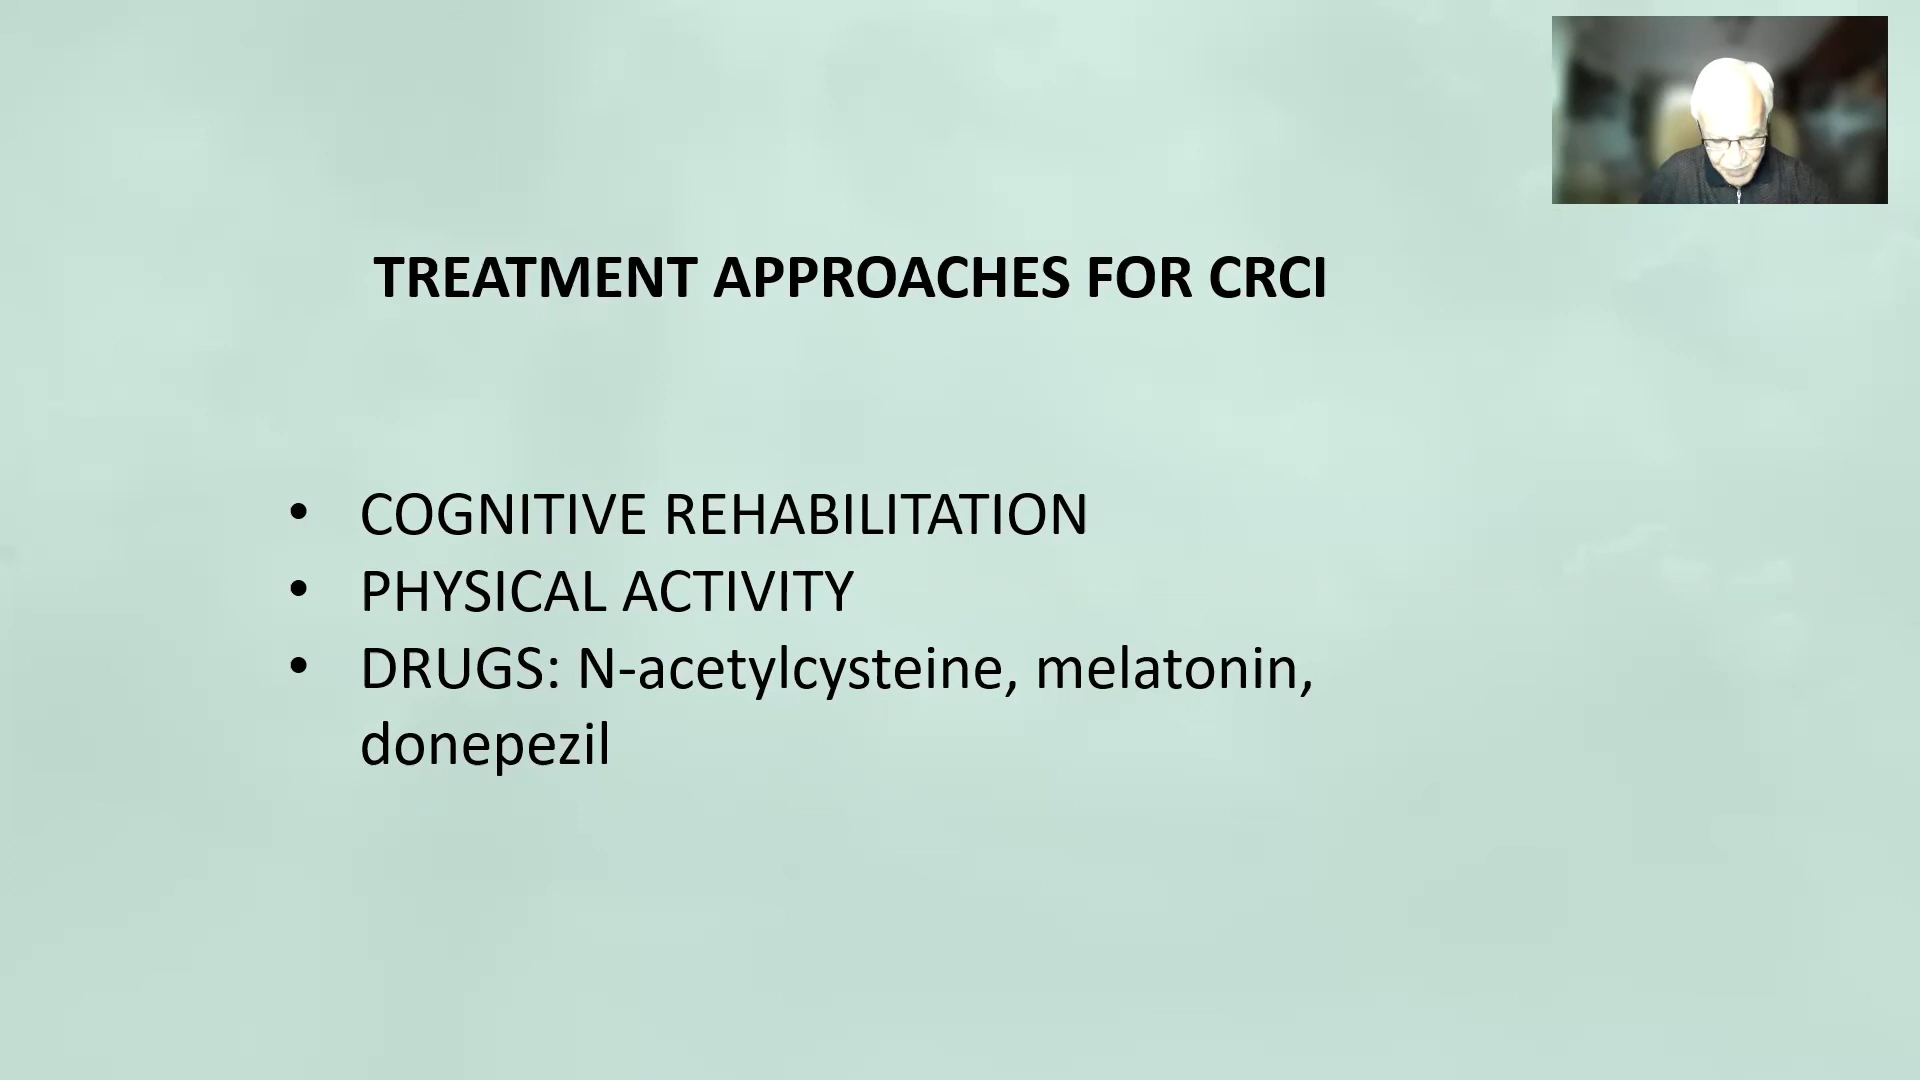 TREATMENT APPROACHES FOR CRCI
• COGNITIVE REHABILITATION
• PHYSICAL ACTIVITY
• DRUGS: N-acetylcysteine, melatonin,
donepezil